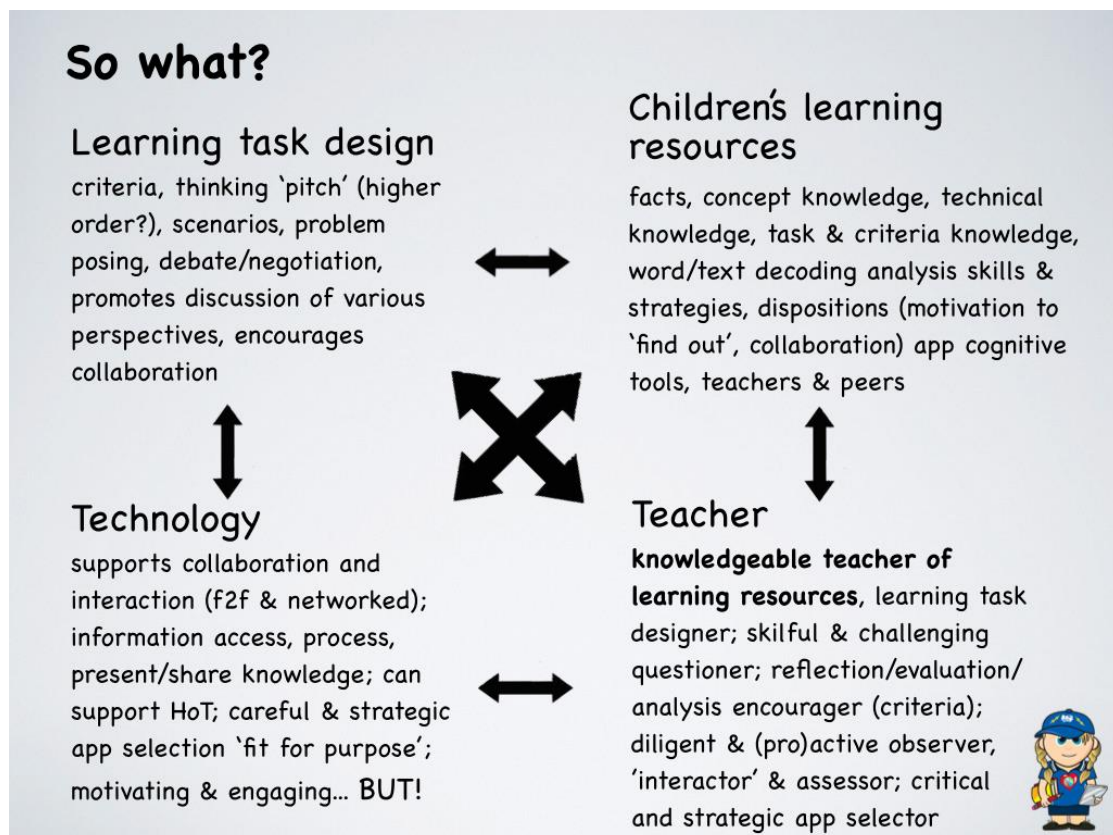 So what?
Learning task design
criteria, thinking ‘pitch’ (higher
order?), scenarios, problem
posing, debate/negotiation,
promotes discussion of various
perspectives, encourages
collaboration
Children’s learning
resources
facts, concept knowledge, technical
knowledge, task & criteria knowledge,
word/text decoding analysis skills &
strategies, dispositions (motivation to
‘find out’, collaboration) app cognitive
tools, teachers & peers
Technology
supports collaboration and
interaction (f2f & networked);
information access, process,
present/share knowledge; can
support HoT; careful & strategic
app selection ‘fit for purpose’;
motivating & engaging… BUT!
Teacher
knowledgeable teacher of
learning resources, learning task
designer; skilful & challenging
questioner; reflection/evaluation/
analysis encourager (criteria);
diligent & (pro)active observer,
’interactor’ & assessor; critical
and strategic app selector